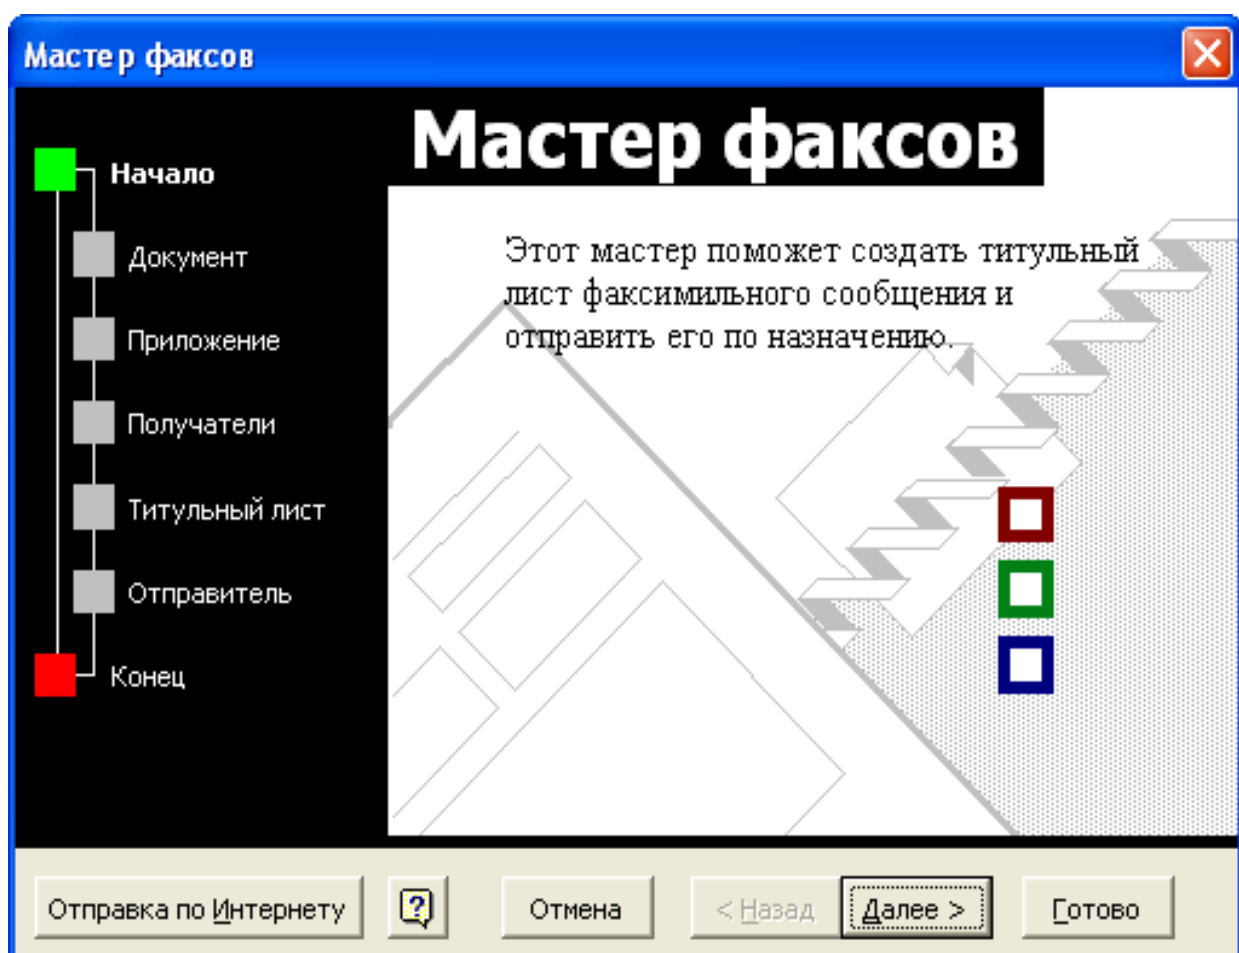 Мастер факсов
Мастер факсов
Начало
Документ
Приложение
Получатели
Титульный лист
Отправитель
Конец
Этот мастер поможет создать титульный
лист факсимильного сообщения и
отправить его по назначению.
Отправка по Интернету
?
Отмена
< Назад
Далее >
Готово